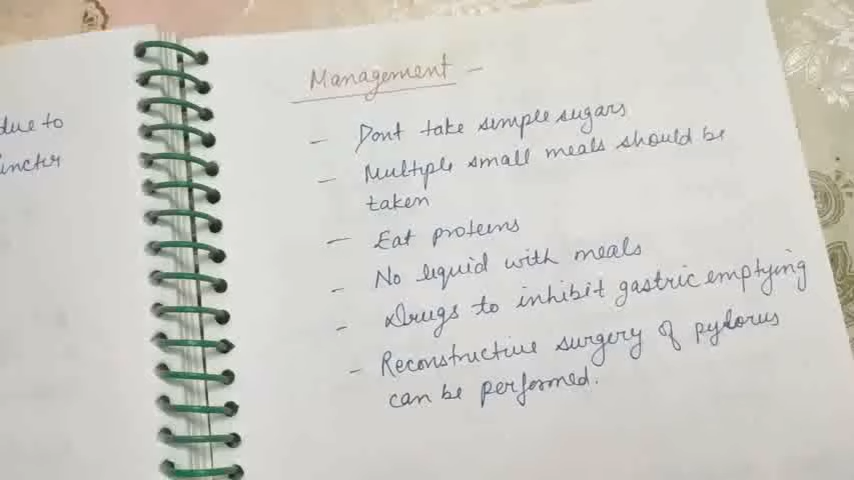 due to
Management -
- Dont take simple sugars
- Multiple small meals should be
taken
- Eat proteins
- No liquid with meals
- Drugs to inhibit gastric emptying
- Reconstructive surgery of pylorus
can be performed.